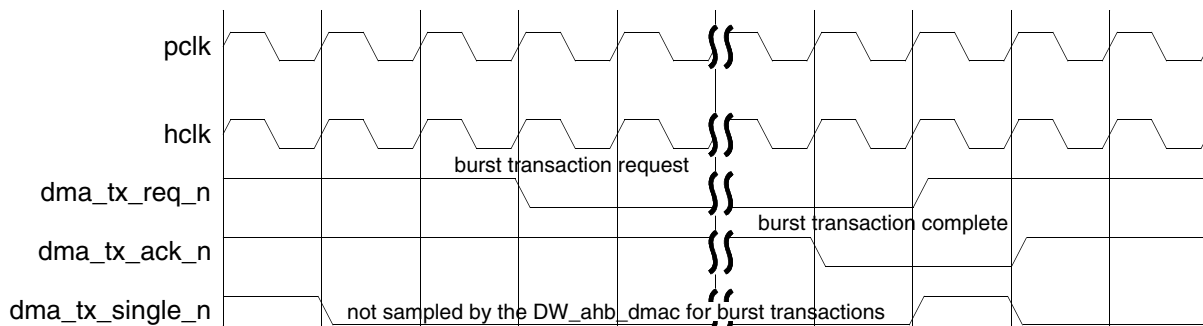 pclk
hclk
burst transaction request
dma_tx_req_n
burst transaction complete
dma_tx_ack_n
dma_tx_single_n
not sampled by the DW_ahb_dmac for burst transactions